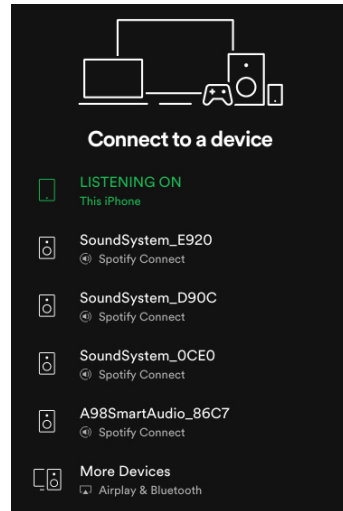 Connect to a device
LISTENING ON
This iPhone
SoundSystem_E920
Spotify Connect
SoundSystem_D90C
Spotify Connect
SoundSystem_0CE0
Spotify Connect
A98SmartAudio_86C7
Spotify Connect
More Devices
Airplay & Bluetooth